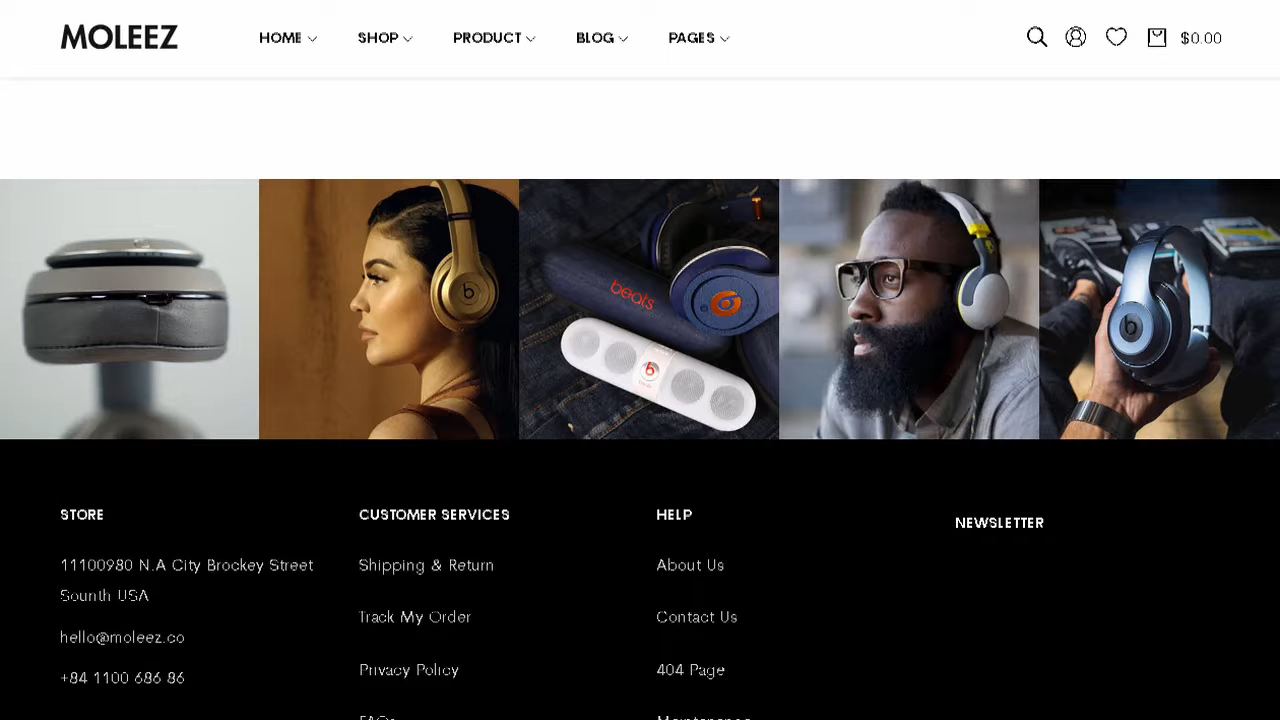 MOLEEZ
HOME SHOP PRODUCT BLOG PAGES $0.00
beats
STORE
11100980 N.A City Brockey Street
Sounth USA
hello@moleez.co
+84 1100 686 86
CUSTOMER SERVICES
Shipping & Return
Track My Order
Privacy Policy
FAQs
HELP
About Us
Contact Us
404 Page
Maintenance
NEWSLETTER